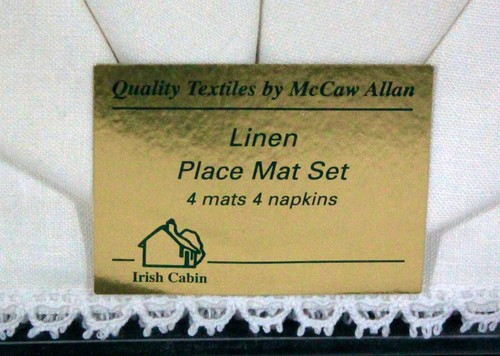 Quality Textiles by McCaw Allan
Linen
Place Mat Set
4 mats 4 napkins
Irish Cabin